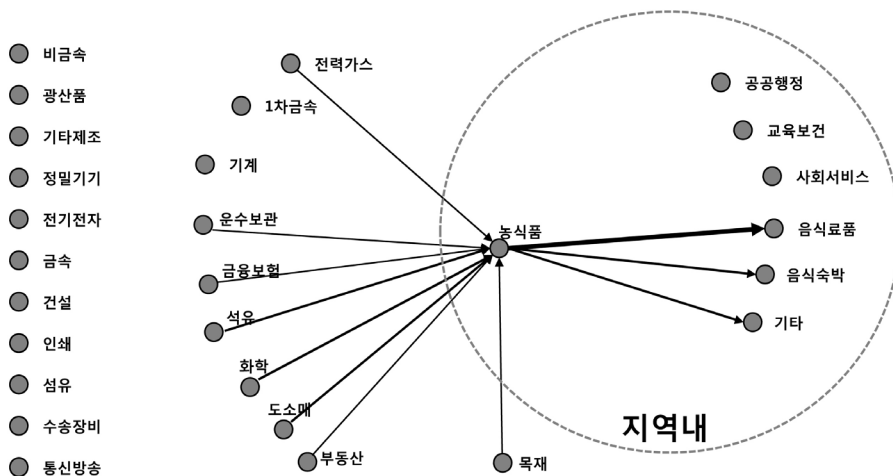 비금속
광산품
기타제조
정밀기기
전기전자
금속
건설
인쇄
섬유
수송장비
통신방송
전력가스
1차금속
기계
운수보관
금융보험
석유
화학
도소매
부동산
목재
농식품
공공행정
교육보건
사회서비스
음식료품
음식숙박
기타
지역내